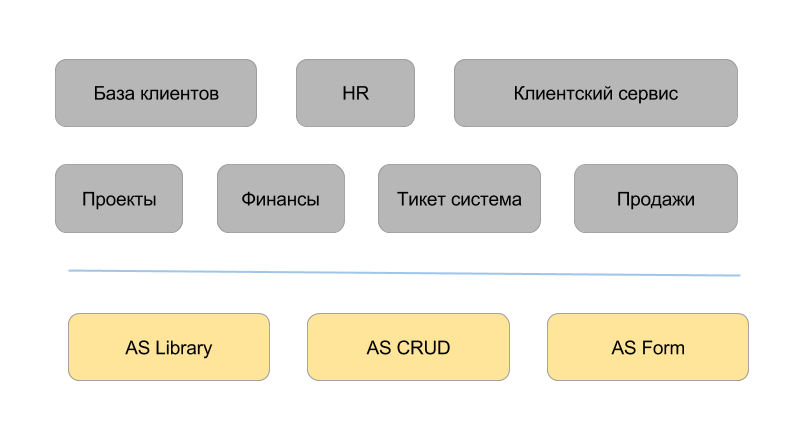 База клиентов
HR
Клиентский сервис
Проекты
Финансы
Тикет система
Продажи
AS Library
AS CRUD
AS Form